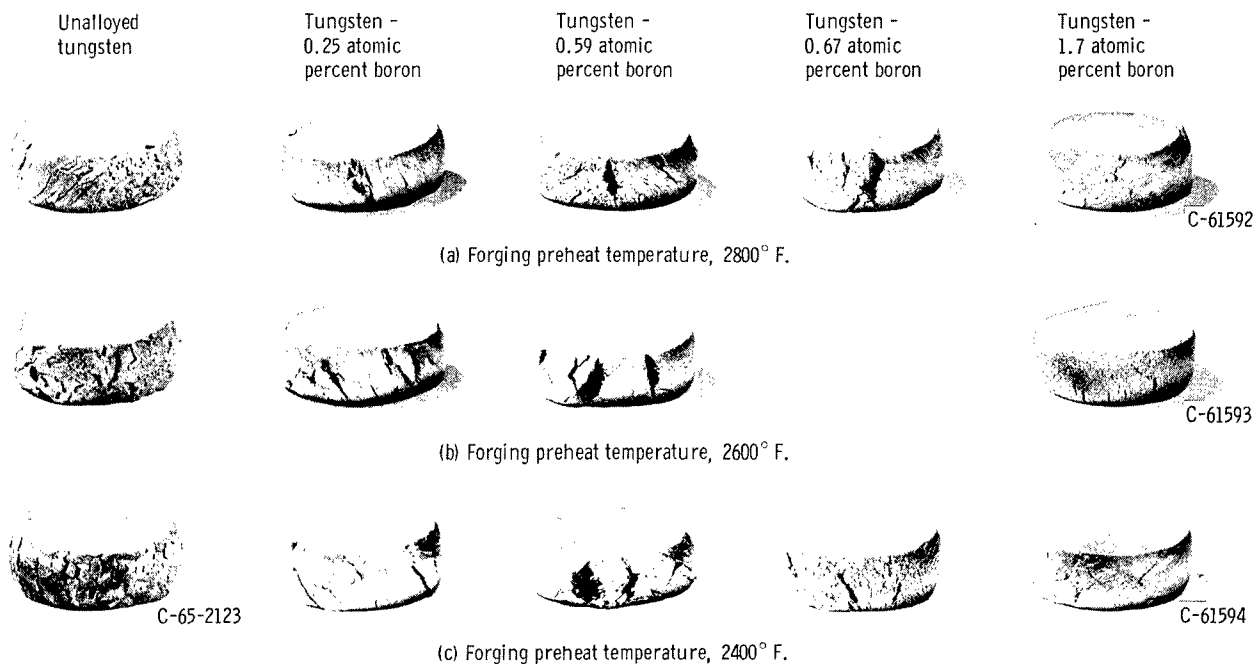 Unalloyed
tungsten
Tungsten -
0.25 atomic
percent boron
Tungsten -
0.59 atomic
percent boron
Tungsten -
0.67 atomic
percent boron
Tungsten -
1.7 atomic
percent boron
C-61592
(a) Forging preheat temperature, 2800° F.
C-61593
(b) Forging preheat temperature, 2600° F.
C-65-2123
C-61594
(c) Forging preheat temperature, 2400° F.